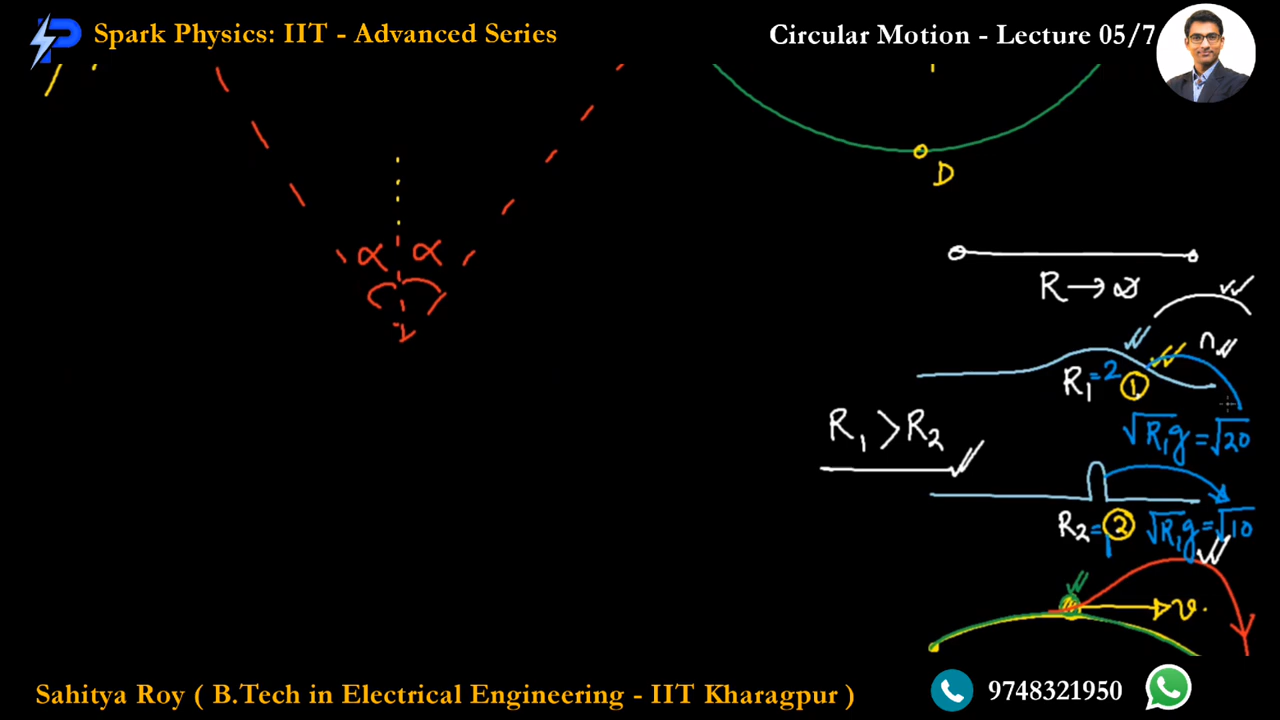 Spark Physics: IIT - Advanced Series
Circular Motion - Lecture 05/7
D
α α
R → ∞
n
R₁ = 2 ①
√R₁g = √20
R₁ > R₂
R₂ = 1 ② √R₁g = √10
v.
Sahitya Roy ( B.Tech in Electrical Engineering - IIT Kharagpur )
9748321950